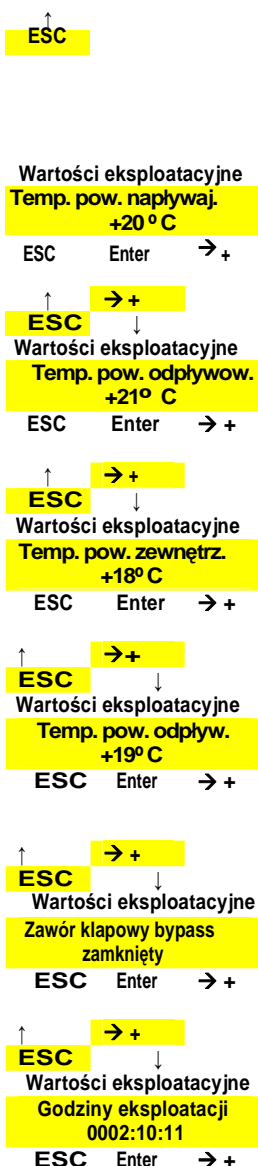 ↑
ESC
Wartości eksploatacyjne
Temp. pow. napływaj.
+20 º C
ESC Enter → +
↑ → +
ESC ↓
Wartości eksploatacyjne
Temp. pow. odpływow.
+21º C
ESC Enter → +
↑ → +
ESC ↓
Wartości eksploatacyjne
Temp. pow. zewnętrz.
+18º C
ESC Enter → +
↑ → +
ESC ↓
Wartości eksploatacyjne
Temp. pow. odpływ.
+19º C
ESC Enter → +
↑ → +
ESC ↓
Wartości eksploatacyjne
Zawór klapowy bypass
zamknięty
ESC Enter → +
↑ → +
ESC ↓
Wartości eksploatacyjne
Godziny eksploatacji
0002:10:11
ESC Enter → +